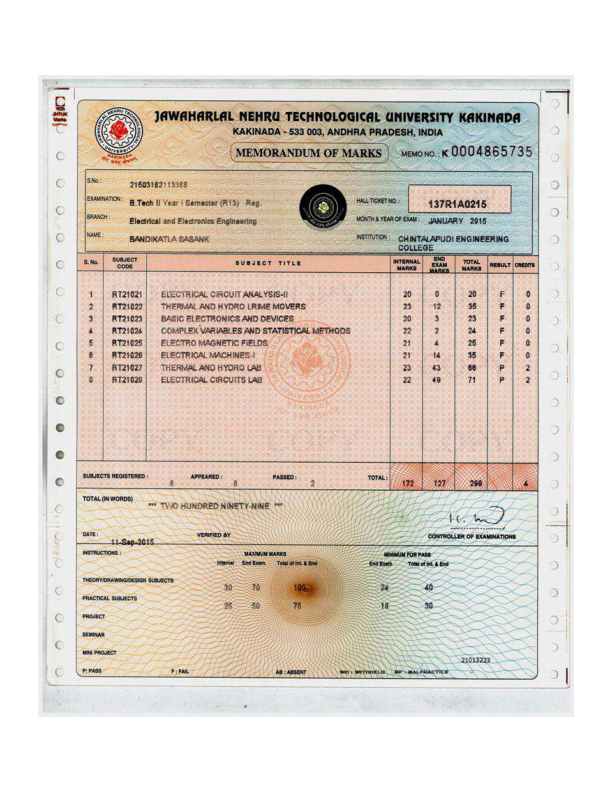 JAWAHARLAL NEHRU TECHNOLOGICAL UNIVERSITY KAKINADA
KAKINADA - 533 003, ANDHRA PRADESH, INDIA
MEMORANDUM OF MARKS MEMO NO. : K 0004865735
S.No. : 21503162113388
EXAMINATION : B.Tech II Year I Semester (R13) Reg.
HALL TICKET NO. : 137R1A0215
BRANCH : Electrical and Electronics Engineering
MONTH & YEAR OF EXAM : JANUARY 2015
NAME : BANDIKATLA SASANK
INSTITUTION : CHINTALAPUDI ENGINEERING COLLEGE
S. No. SUBJECT CODE SUBJECT TITLE INTERNAL MARKS END EXAM MARKS TOTAL MARKS RESULT CREDITS
1 RT21021 ELECTRICAL CIRCUIT ANALYSIS-II 20 0 20 F 0
2 RT21022 THERMAL AND HYDRO LRIME MOVERS 23 12 35 F 0
3 RT21023 BASIC ELECTRONICS AND DEVICES 20 3 23 F 0
4 RT21024 COMPLEX VARIABLES AND STATISTICAL METHODS 22 2 24 F 0
5 RT21025 ELECTRO MAGNETIC FIELDS 21 4 25 F 0
6 RT21026 ELECTRICAL MACHINES-I 21 14 35 F 0
7 RT21027 THERMAL AND HYDRO LAB 23 43 66 P 2
8 RT21028 ELECTRICAL CIRCUITS LAB 22 49 71 P 2
COPY COPY COPY
SUBJECTS REGISTERED : 8 APPEARED : 8 PASSED : 2 TOTAL : 172 127 299 4
TOTAL (IN WORDS)
*** TWO HUNDRED NINETY-NINE ***
DATE : 11-Sep-2015 VERIFIED BY CONTROLLER OF EXAMINATIONS
INSTRUCTIONS : MAXIMUM MARKS MINIMUM FOR PASS
Internal End Exam. Total of Int. & End End Exam Total of Int. & End
THEORY/DRAWING/DESIGN SUBJECTS 30 70 100 24 40
PRACTICAL SUBJECTS 25 50 75 18 30
PROJECT
SEMINAR
MINI PROJECT
21013223
P: PASS F : FAIL AB : ABSENT WH : WITHHELD MP : MALPRACTICE